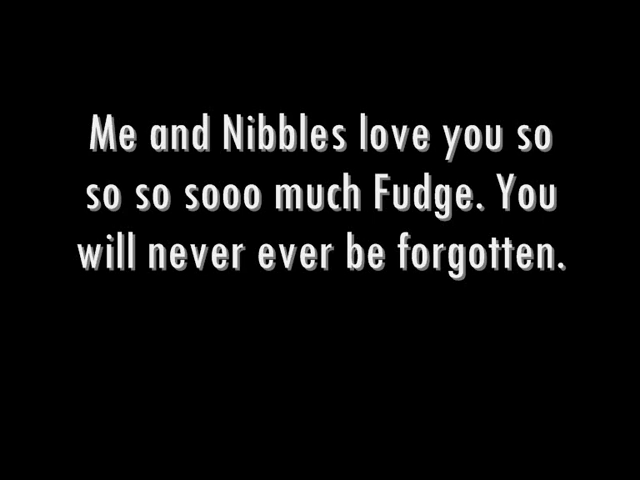 Me and Nibbles love you so
so so sooo much Fudge. You
will never ever be forgotten.